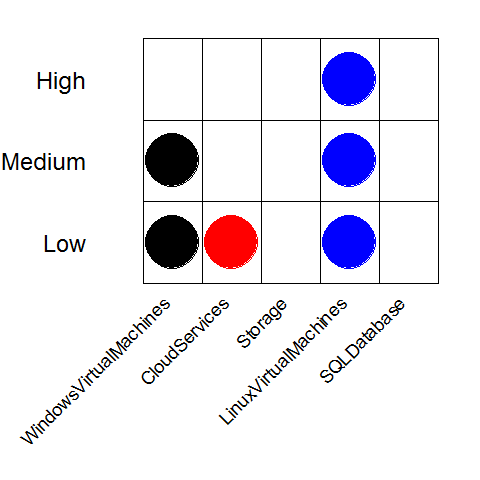 High
Medium
Low
WindowsVirtualMachines
CloudServices
Storage
LinuxVirtualMachines
SQLDatabase